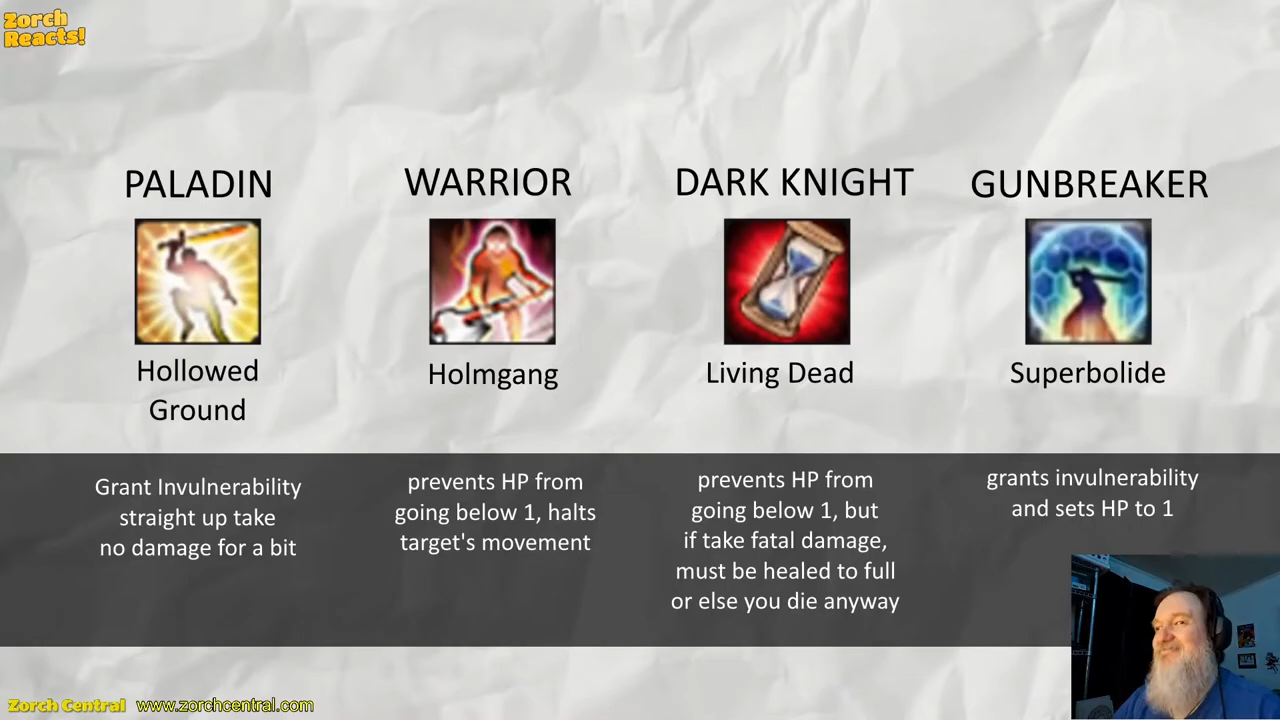 Zorch
Reacts!
PALADIN
WARRIOR
DARK KNIGHT
GUNBREAKER
Hollowed
Ground
Holmgang
Living Dead
Superbolide
Grant Invulnerability
straight up take
no damage for a bit
prevents HP from
going below 1, halts
target's movement
prevents HP from
going below 1, but
if take fatal damage,
must be healed to full
or else you die anyway
grants invulnerability
and sets HP to 1
Zorch Central www.zorchcentral.com